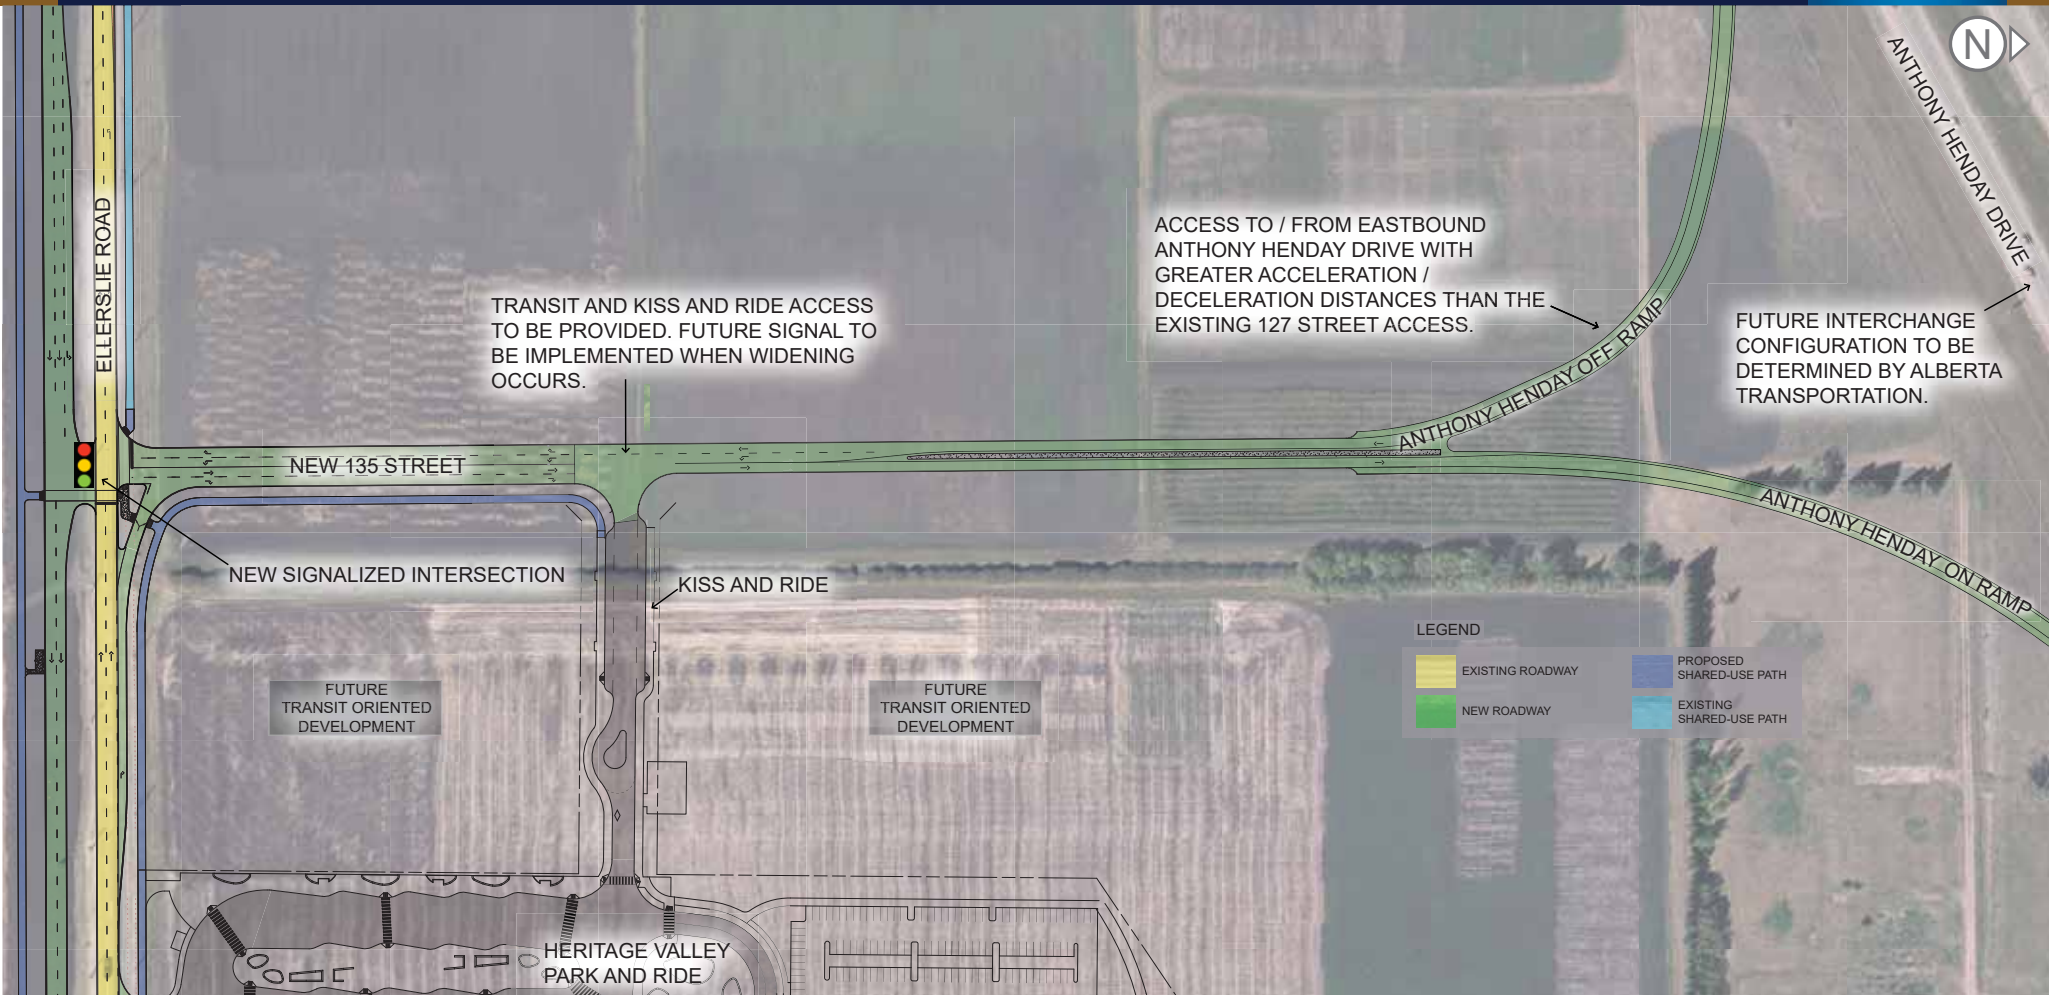 N
ANTHONY HENDAY DRIVE
ELLERSLIE ROAD
ACCESS TO / FROM EASTBOUND
ANTHONY HENDAY DRIVE WITH
GREATER ACCELERATION /
DECELERATION DISTANCES THAN THE
EXISTING 127 STREET ACCESS.
TRANSIT AND KISS AND RIDE ACCESS
TO BE PROVIDED. FUTURE SIGNAL TO
BE IMPLEMENTED WHEN WIDENING
OCCURS.
FUTURE INTERCHANGE
CONFIGURATION TO BE
DETERMINED BY ALBERTA
TRANSPORTATION.
ANTHONY HENDAY OFF RAMP
NEW 135 STREET
ANTHONY HENDAY ON RAMP
NEW SIGNALIZED INTERSECTION
KISS AND RIDE
LEGEND
EXISTING ROADWAY
NEW ROADWAY
PROPOSED
SHARED-USE PATH
EXISTING
SHARED-USE PATH
FUTURE
TRANSIT ORIENTED
DEVELOPMENT
FUTURE
TRANSIT ORIENTED
DEVELOPMENT
HERITAGE VALLEY
PARK AND RIDE